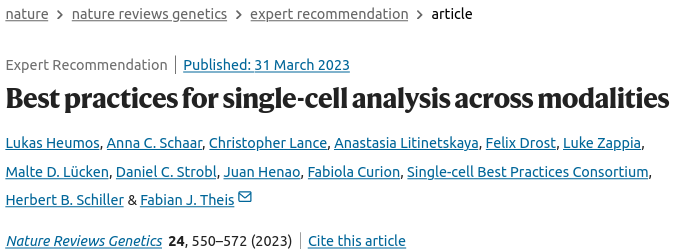 nature > nature reviews genetics > expert recommendation > article
Expert Recommendation | Published: 31 March 2023
Best practices for single-cell analysis across modalities
Lukas Heumos, Anna C. Schaar, Christopher Lance, Anastasia Litinetskaya, Felix Drost, Luke Zappia,
Malte D. Lücken, Daniel C. Strobl, Juan Henao, Fabiola Curion, Single-cell Best Practices Consortium,
Herbert B. Schiller & Fabian J. Theis
Nature Reviews Genetics 24, 550–572 (2023) | Cite this article